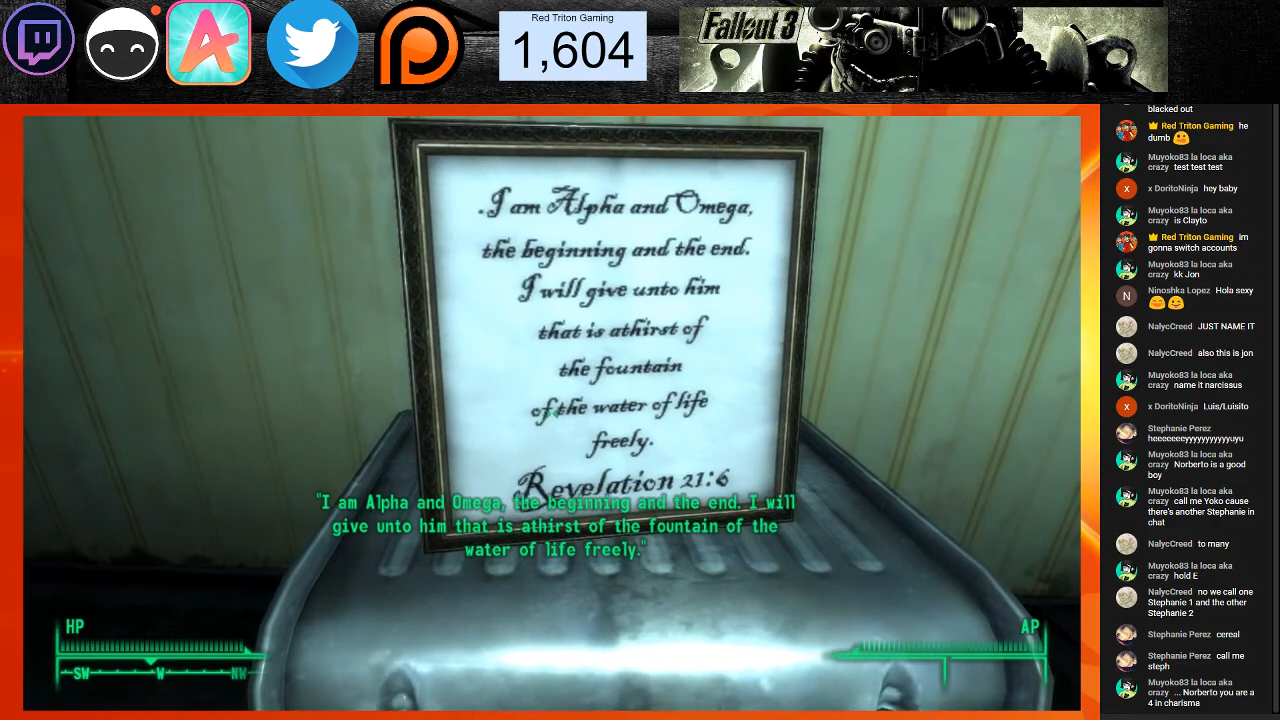 Red Triton Gaming
1,604
Fallout 3
.I am Alpha and Omega,
the beginning and the end.
I will give unto him
that is athirst of
the fountain
of the water of life
freely.
Revelation 21:6
"I am Alpha and Omega, the beginning and the end. I will
give unto him that is athirst of the fountain of the
water of life freely."
HP
SW
W
NW
AP
blacked out
Red Triton Gaming he
dumb
Muyoko83 la loca aka
crazy test test test
x DoritoNinja hey baby
Muyoko83 la loca aka
crazy is Clayto
Red Triton Gaming im
gonna switch accounts
Muyoko83 la loca aka
crazy kk Jon
Ninoshka Lopez Hola sexy
NalycCreed JUST NAME IT
NalycCreed also this is jon
Muyoko83 la loca aka
crazy name it narcissus
x DoritoNinja Luis/Luisito
Stephanie Perez
heeeeeeeyyyyyyyyyyuyu
Muyoko83 la loca aka
crazy Norberto is a good
boy
Muyoko83 la loca aka
crazy call me Yoko cause
there's another Stephanie in
chat
NalycCreed to many
Muyoko83 la loca aka
crazy hold E
NalycCreed no we call one
Stephanie 1 and the other
Stephanie 2
Stephanie Perez cereal
Stephanie Perez call me
steph
Muyoko83 la loca aka
crazy ... Norberto you are a
4 in charisma